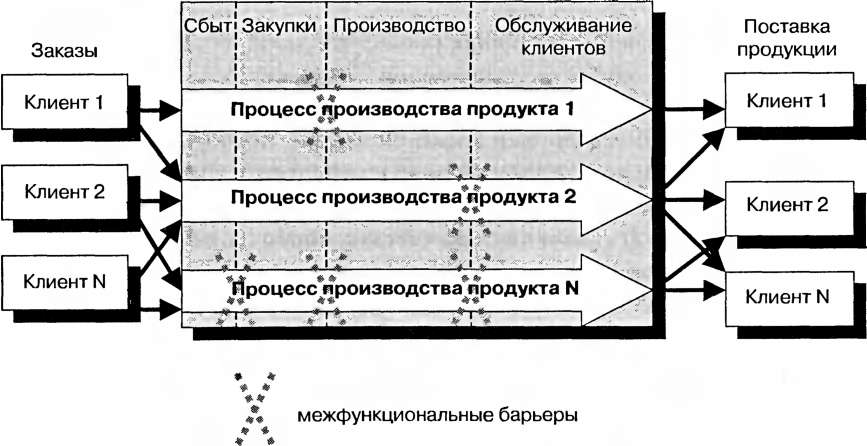 Заказы
Клиент 1
Клиент 2
Клиент N
Сбыт
Закупки
Производство
Обслуживание
клиентов
Процесс производства продукта 1
Процесс производства продукта 2
Процесс производства продукта N
Поставка
продукции
Клиент 1
Клиент 2
Клиент N
межфункциональные барьеры